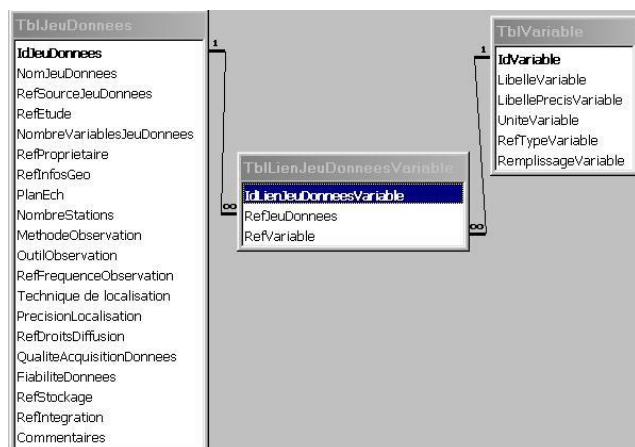 TblJeuDonnees
IdJeuDonnees
NomJeuDonnees
RefSourceJeuDonnees
RefEtude
NombreVariablesJeuDonnees
RefProprietaire
RefInfosGeo
PlanEch
NombreStations
MethodeObservation
OutilObservation
RefFrequenceObservation
Technique de localisation
PrecisionLocalisation
RefDroitsDiffusion
QualiteAcquisitionDonnees
FiabiliteDonnees
RefStockage
RefIntegration
Commentaires
1
∞
TblLienJeuDonneesVariable
IdLienJeuDonneesVariable
RefJeuDonnees
RefVariable
∞
1
TblVariable
IdVariable
LibelleVariable
LibellePrecisVariable
UniteVariable
RefTypeVariable
RemplissageVariable